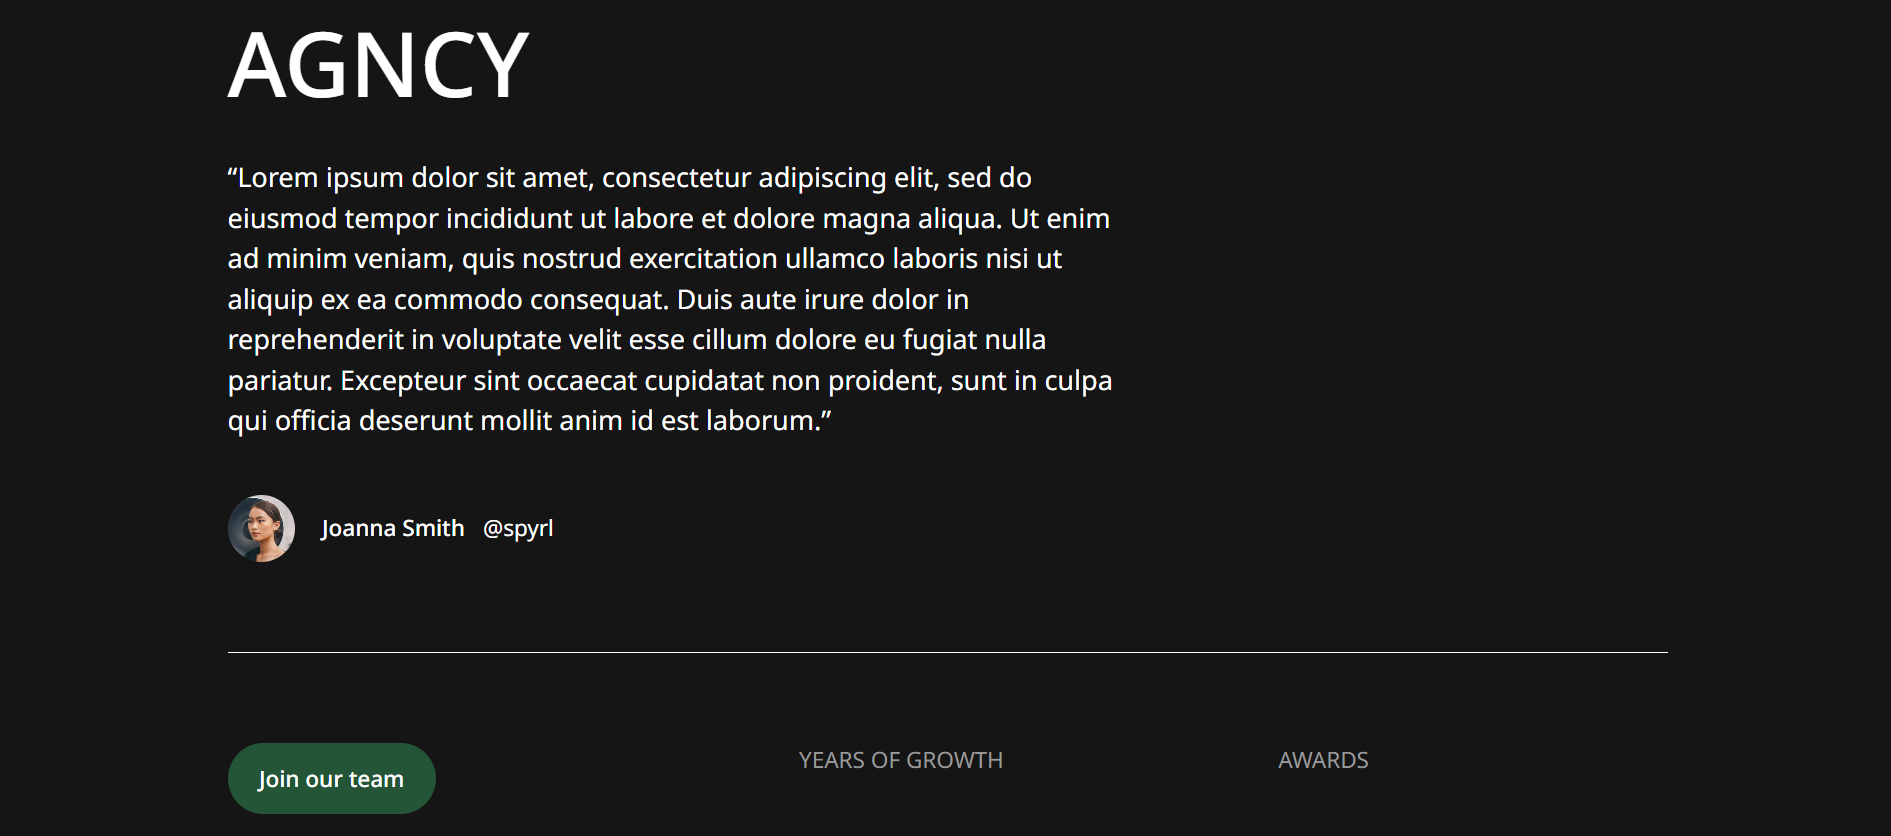 AGNCY
“Lorem ipsum dolor sit amet, consectetur adipiscing elit, sed do
eiusmod tempor incididunt ut labore et dolore magna aliqua. Ut enim
ad minim veniam, quis nostrud exercitation ullamco laboris nisi ut
aliquip ex ea commodo consequat. Duis aute irure dolor in
reprehenderit in voluptate velit esse cillum dolore eu fugiat nulla
pariatur. Excepteur sint occaecat cupidatat non proident, sunt in culpa
qui officia deserunt mollit anim id est laborum.”
Joanna Smith @spyrl
Join our team
YEARS OF GROWTH
AWARDS